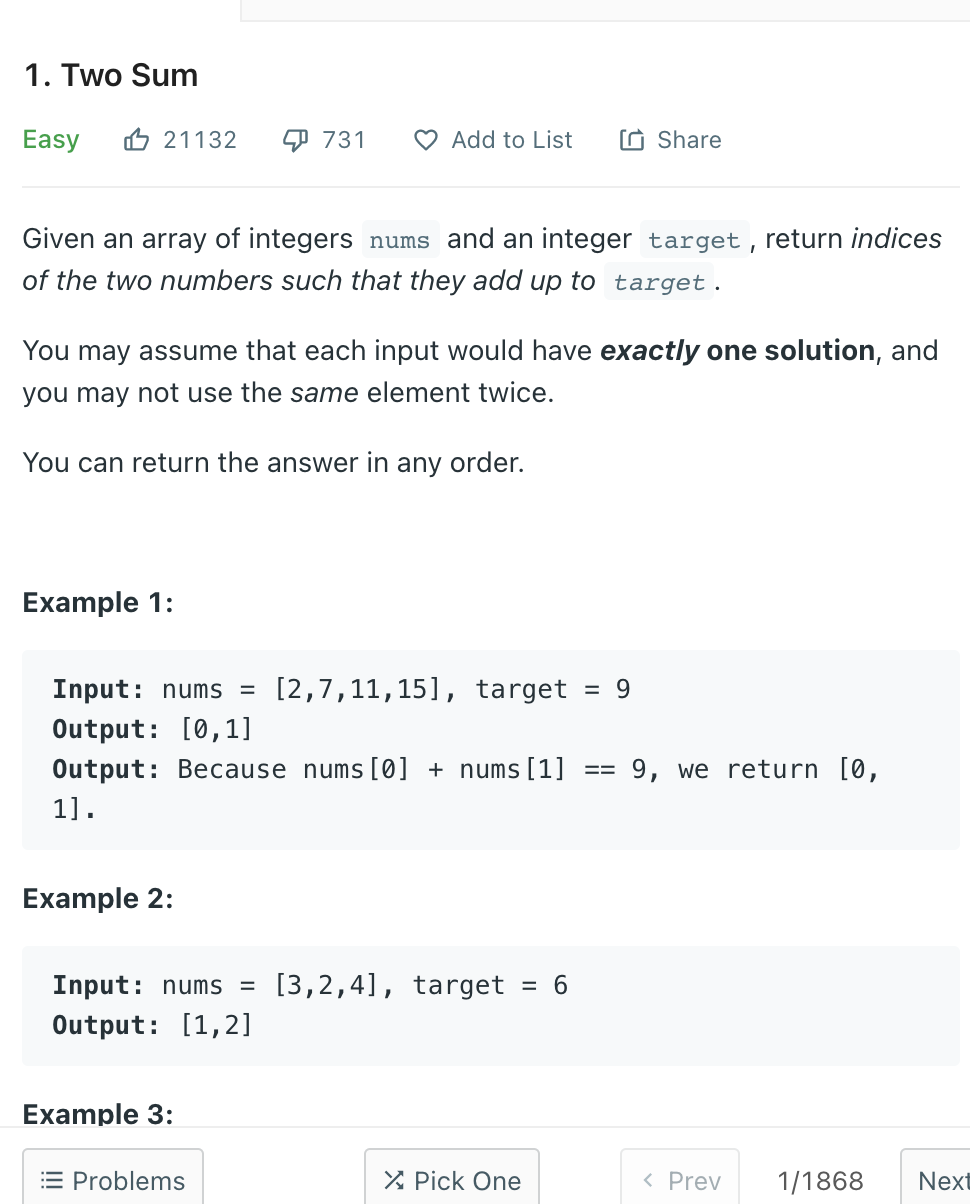 1. Two Sum
Easy 21132 731 Add to List Share
Given an array of integers nums and an integer target, return indices
of the two numbers such that they add up to target.
You may assume that each input would have exactly one solution, and
you may not use the same element twice.
You can return the answer in any order.
Example 1:
Input: nums = [2,7,11,15], target = 9
Output: [0,1]
Output: Because nums[0] + nums[1] == 9, we return [0,
1].
Example 2:
Input: nums = [3,2,4], target = 6
Output: [1,2]
Example 3:
Problems Pick One < Prev 1/1868 Next